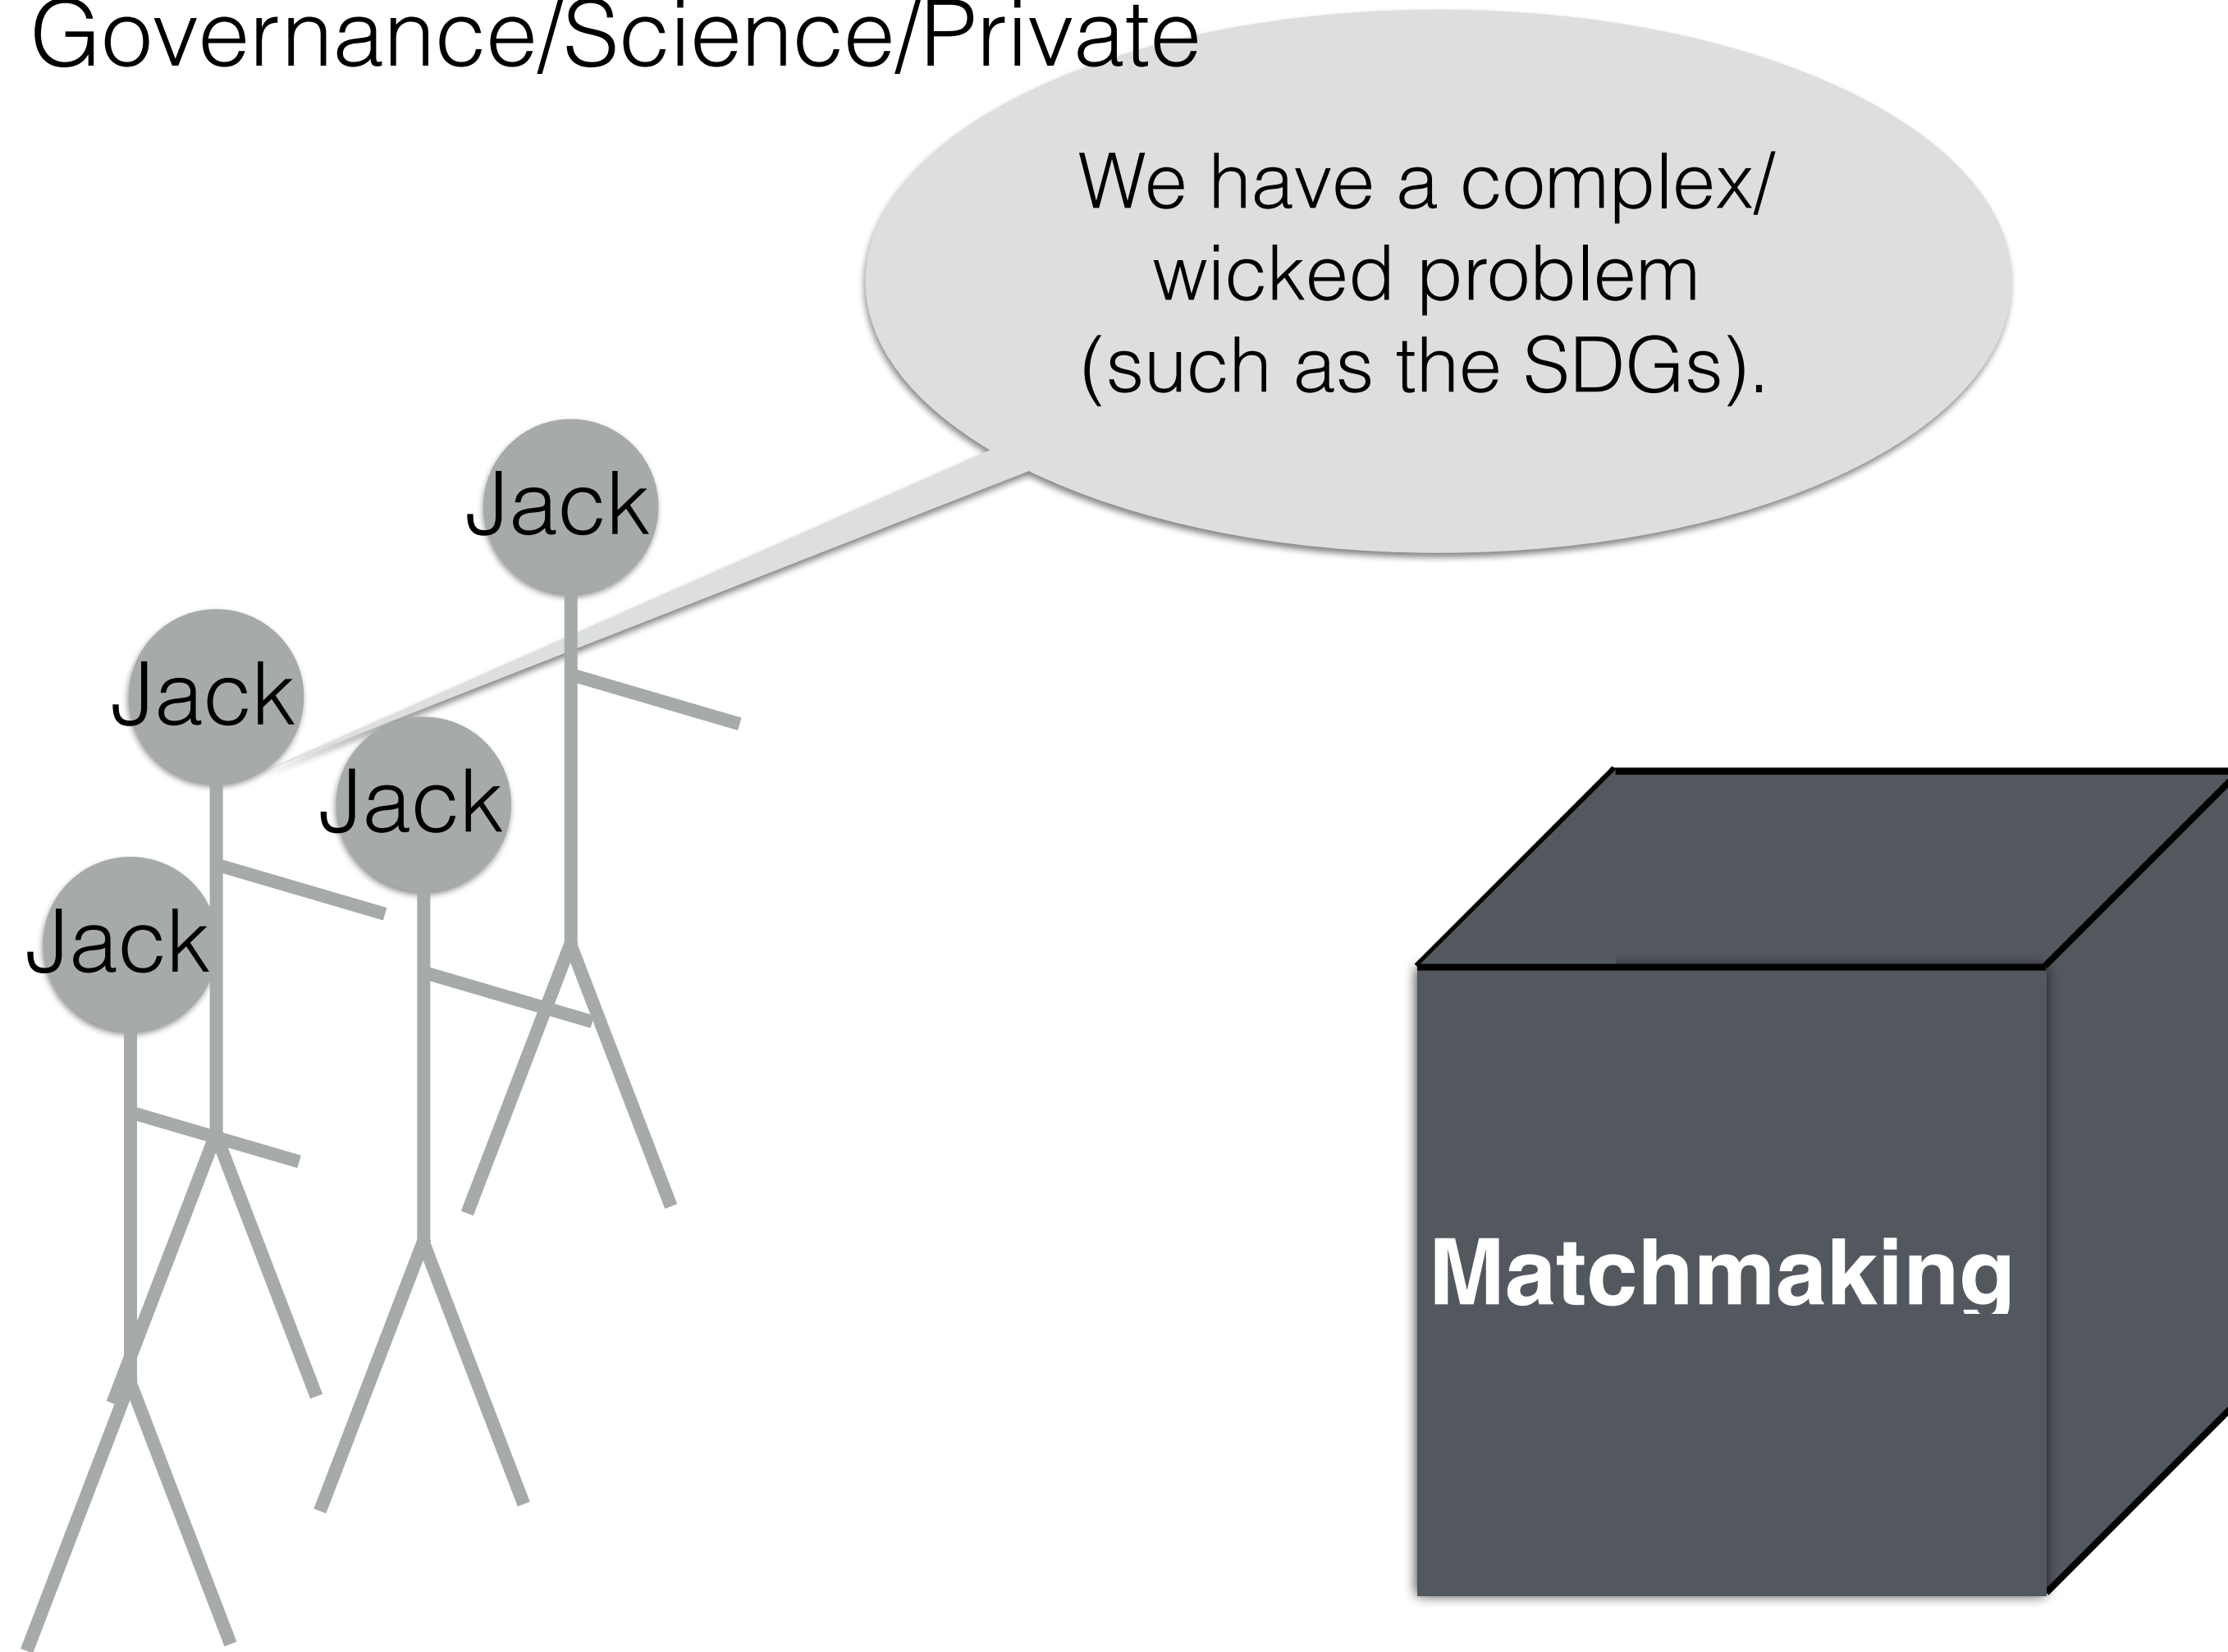 Governance/Science/Private
We have a complex/
wicked problem
(such as the SDGs).
Jack
Jack
Jack
Jack
Matchmaking